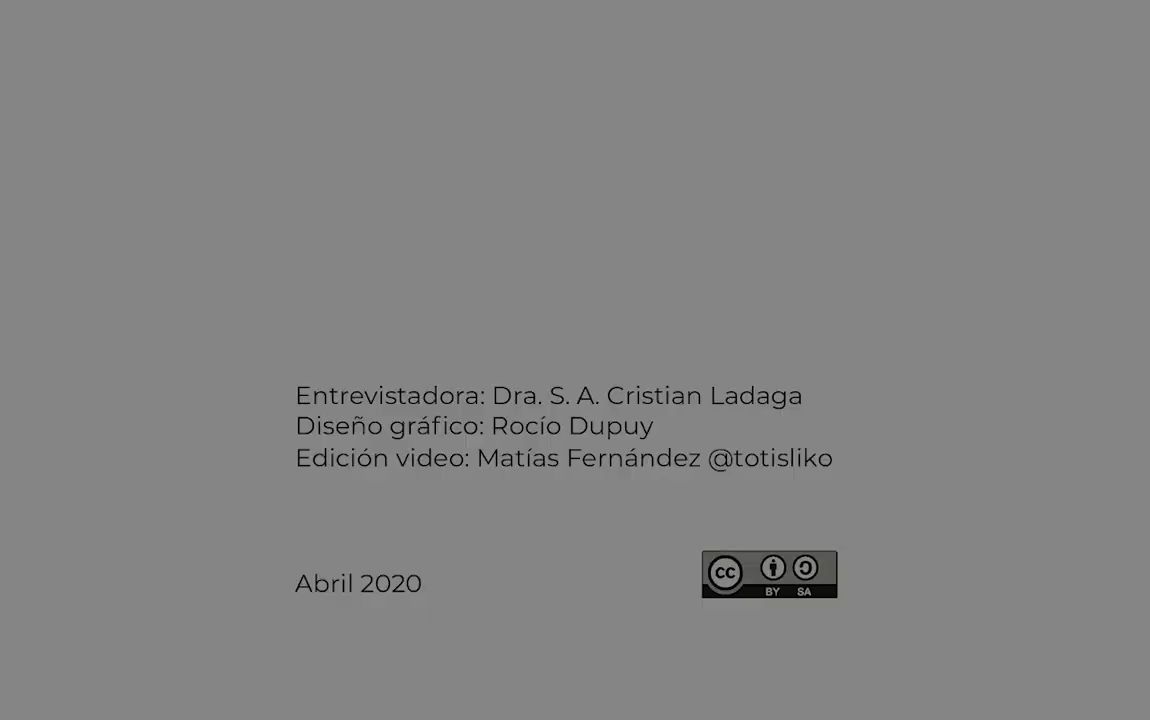 Entrevistadora: Dra. S. A. Cristian Ladaga
Diseño gráfico: Rocío Dupuy
Edición video: Matías Fernández @totisliko
Abril 2020
cc BY SA